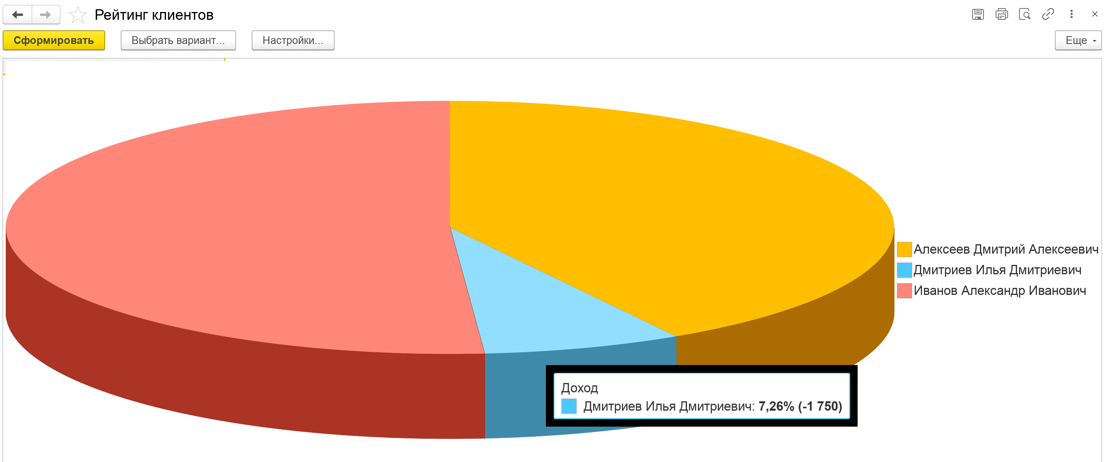 Рейтинг клиентов
Сформировать Выбрать вариант... Настройки... Еще
Алексеев Дмитрий Алексеевич
Дмитриев Илья Дмитриевич
Иванов Александр Иванович
Доход
Дмитриев Илья Дмитриевич: 7,26% (-1 750)